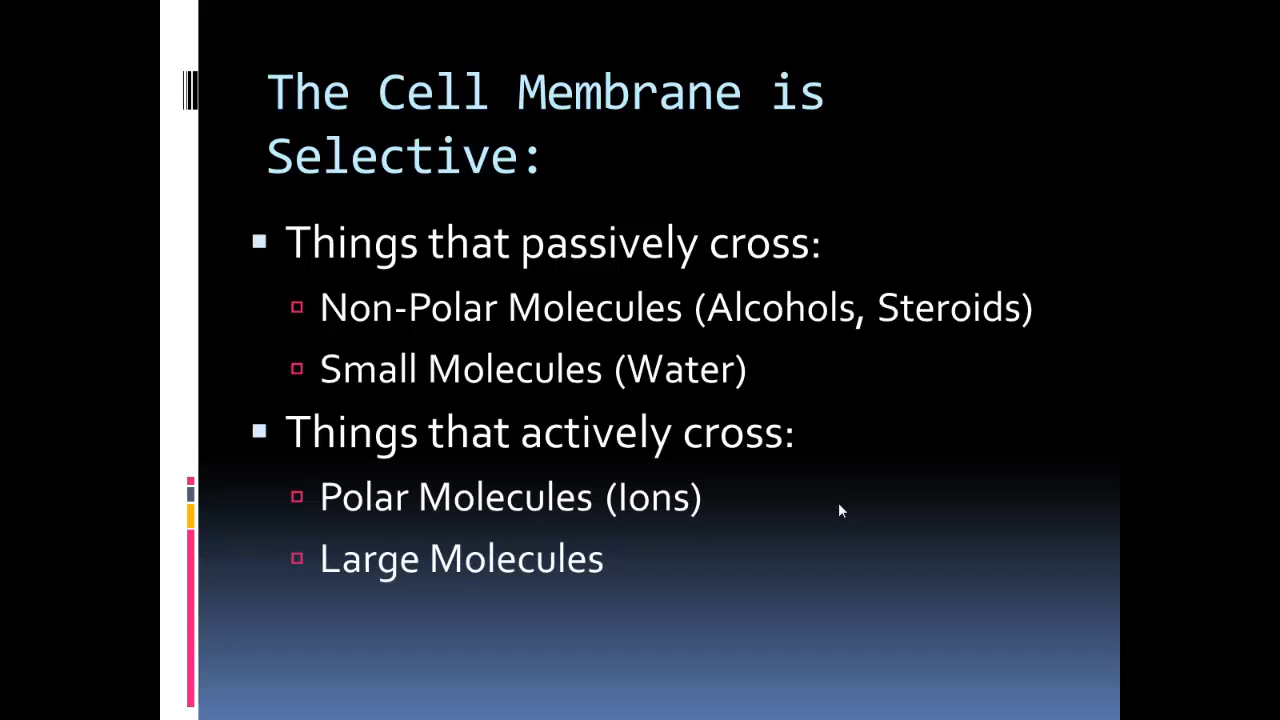 The Cell Membrane is
Selective:
Things that passively cross:
Non-Polar Molecules (Alcohols, Steroids)
Small Molecules (Water)
Things that actively cross:
Polar Molecules (Ions)
Large Molecules